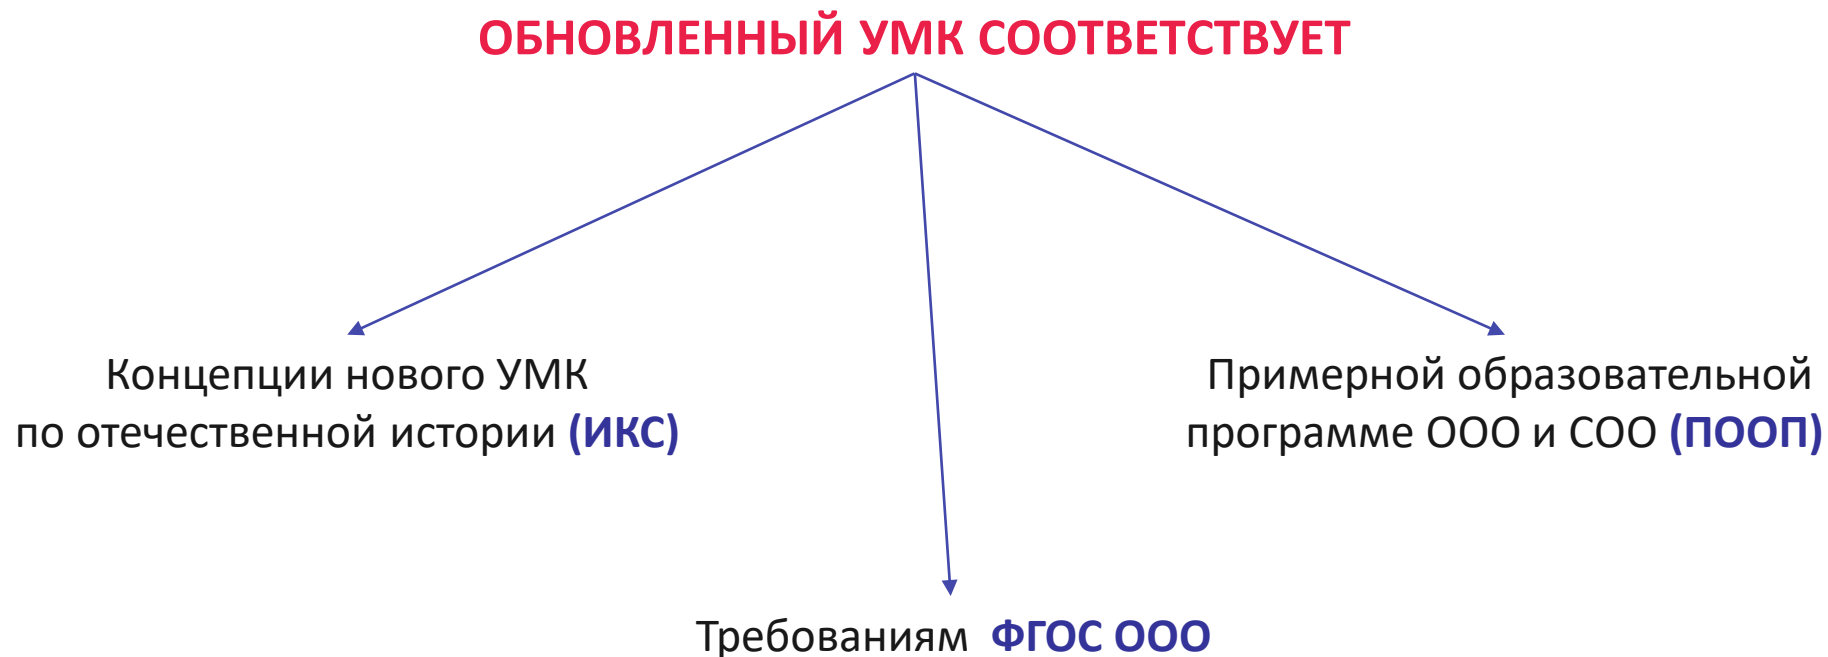 ОБНОВЛЕННЫЙ УМК СООТВЕТСТВУЕТ
Концепции нового УМК
по отечественной истории (ИКС)
Примерной образовательной
программе ООО и СОО (ПООП)
Требованиям ФГОС ООО